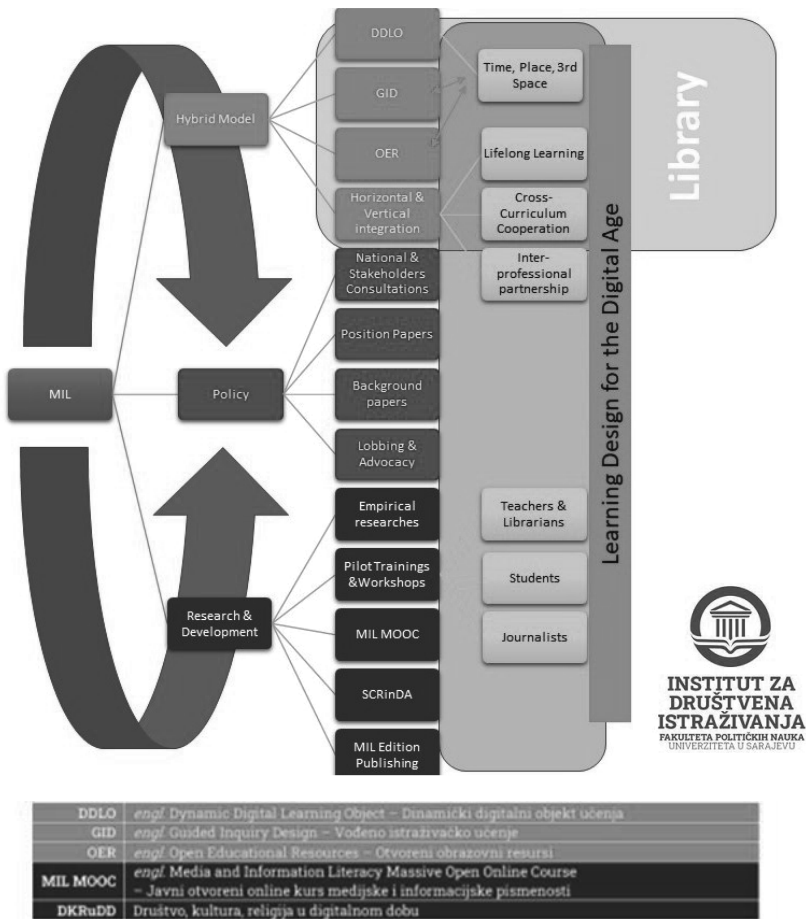 DDLO
GID
OER
Horizontal &
Vertical
integration
Hybrid Model
Time, Place, 3rd
Space
Lifelong Learning
Cross-
Curriculum
Cooperation
Inter-
professional
partnership
Library
Learning Design for the Digital Age
MIL
Policy
National &
Stakeholders
Consultations
Position Papers
Background
papers
Lobbing &
Advocacy
Research &
Development
Empirical
researches
Pilot Trainings
&Workshops
MIL MOOC
SCRinDA
MIL Edition
Publishing
Teachers &
Librarians
Students
Journalists
INSTITUT ZA
DRUŠTVENA
ISTRAŽIVANJA
FAKULTETA POLITIČKIH NAUKA
UNIVERZITETA U SARAJEVU
DDLO engl. Dynamic Digital Learning Object – Dinamički digitalni objekt učenja
GID engl. Guided Inquiry Design – Vođeno istraživačko učenje
OER engl. Open Educational Resources – Otvoreni obrazovni resursi
MIL MOOC engl. Media and Information Literacy Massive Open Online Course
– Javni otvoreni online kurs medijske i informacijske pismenosti
DKRuDD Društvo, kultura, religija u digitalnom dobu